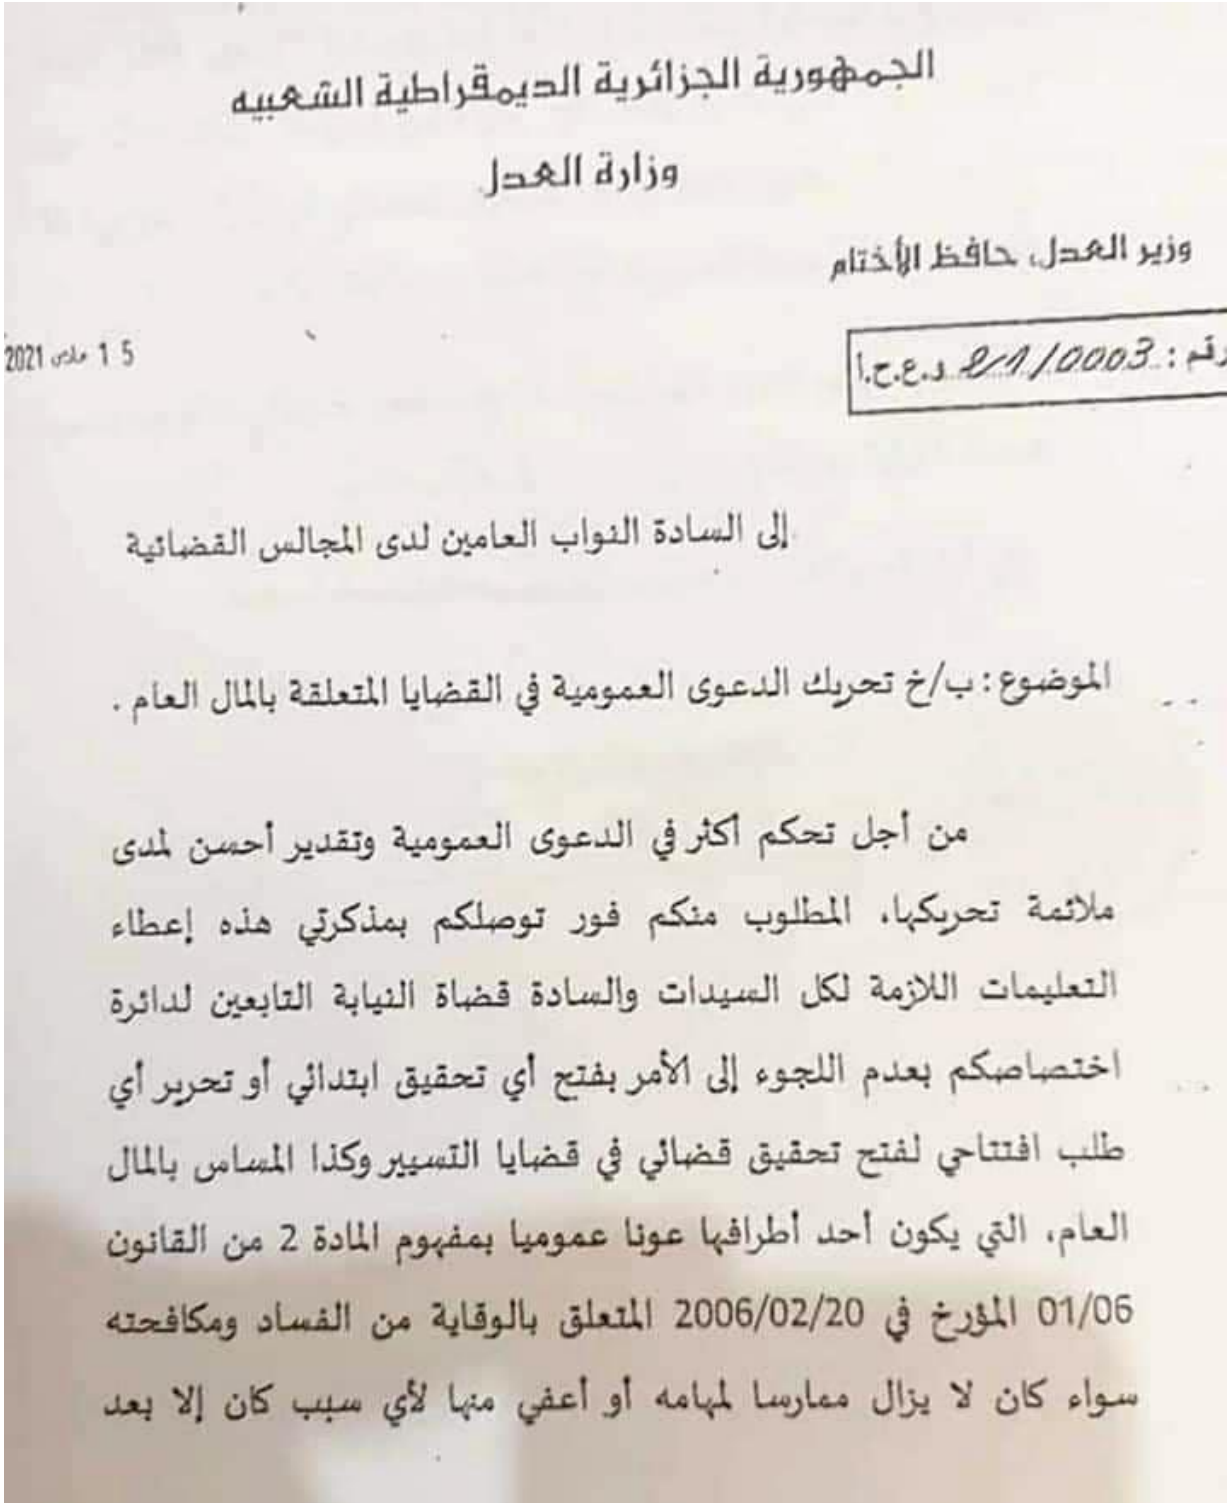 الجمهورية الجزائرية الديمقراطية الشعبيه
وزارة العدل
وزير العدل، حافظ الأختام
رقم : 21/0003 و.ع.ح.أ
15 مارس 2021
إلى السادة النواب العامين لدى المجالس القضائية
الموضوع : ب/خ تحريك الدعوى العمومية في القضايا المتعلقة بالمال العام .
من أجل تحكم أكثر في الدعوى العمومية وتقدير أحسن لمدى
ملائمة تحريكها، المطلوب منكم فور توصلكم بمذكرتي هذه إعطاء
التعليمات اللازمة لكل السيدات والسادة قضاة النيابة التابعين لدائرة
اختصاصكم بعدم اللجوء إلى الأمر بفتح أي تحقيق ابتدائي أو تحرير أي
طلب افتتاحي لفتح تحقيق قضائي في قضايا التسيير وكذا المساس بالمال
العام، التي يكون أحد أطرافها عونا عموميا بمفهوم المادة 2 من القانون
01/06 المؤرخ في 2006/02/20 المتعلق بالوقاية من الفساد ومكافحته
سواء كان لا يزال ممارسا لمهامه أو أعفي منها لأي سبب كان إلا بعد